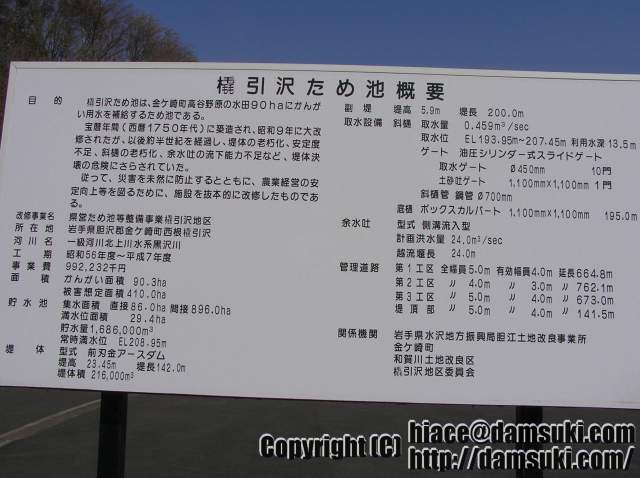 橇引沢ため池概要
目的 橇引沢ため池は、金ケ崎町高谷野原の水田90haにかんが
い用水を補給するため池である。
宝暦年間(西暦1750年代)に築造され、昭和9年に大改
修されたが、以後約半世紀を経過し、堤体の老朽化、安定度
不足、斜樋の老朽化、余水吐の流下能力不足など、堤体決
壊の危険にさらされていた。
従って、災害を未然に防止するとともに、農業経営の安
定向上等を図るために、施設を抜本的に改修したものであ
る。
改修事業名 県営ため池等整備事業橇引沢地区
所在地 岩手県胆沢郡金ケ崎町西根橇引沢
河川名 一級河川北上川水系黒沢川
工期 昭和56年度〜平成7年度
事業費 992,232千円
面積 かんがい面積 90.3ha
被害想定面積 410.0ha
貯水池 集水面積 直接 86.0ha 間接 896.0ha
満水位面積 29.4ha
貯水量 1,686,000m³
常時満水位 EL208.95m
堤体 型式 前刃金アースダム
堤高 23.45m 堤長 142.0m
堤体積 216,000m³
副堤 堤高 5.9m 堤長 200.0m
取水設備 斜樋 取水量 0.459m³/sec
取水位 EL193.95m〜207.45m 利用水深 13.5m
ゲート 油圧シリンダー式スライドゲート
取水ゲート Ø450mm 10門
土砂吐ゲート 1,100mm×1,100mm 1門
斜樋管 鋼管 Ø700mm
底樋 ボックスカルバート 1,100mm×1,100mm 195.0m
余水吐 型式 側溝流入型
計画洪水量 24.0m³/sec
越流堰長 24.0m
管理道路 第1工区 全幅員5.0m 有効幅員4.0m 延長664.8m
第2工区 〃 4.0m 〃 3.0m 〃 762.1m
第3工区 〃 5.0m 〃 4.0m 〃 673.0m
堤頂部 〃 5.0m 〃 4.0m 〃 141.5m
関係機関 岩手県水沢地方振興局胆江土地改良事業所
金ケ崎町
和賀川土地改良区
橇引沢地区委員会
Copyright (C) hiace@damsuki.com
http://damsuki.com/